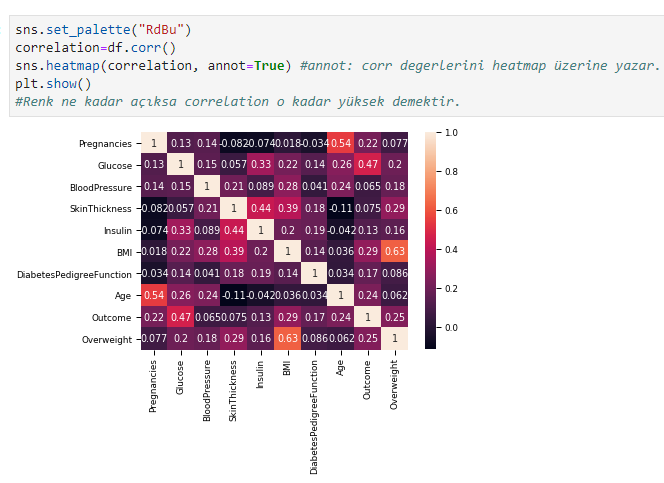 sns.set_palette("RdBu")
correlation=df.corr()
sns.heatmap(correlation, annot=True) #annot: corr degerlerini heatmap üzerine yazar.
plt.show()
#Renk ne kadar açıksa correlation o kadar yüksek demektir.
Pregnancies 1 0.13 0.14 -0.082 -0.074 0.018 -0.034 0.54 0.22 0.077
Glucose 0.13 1 0.15 0.057 0.33 0.22 0.14 0.26 0.47 0.2
BloodPressure 0.14 0.15 1 0.21 0.089 0.28 0.041 0.24 0.065 0.18
SkinThickness -0.082 0.057 0.21 1 0.44 0.39 0.18 -0.11 0.075 0.29
Insulin -0.074 0.33 0.089 0.44 1 0.2 0.19 -0.042 0.13 0.16
BMI 0.018 0.22 0.28 0.39 0.2 1 0.14 0.036 0.29 0.63
DiabetesPedigreeFunction -0.034 0.14 0.041 0.18 0.19 0.14 1 0.034 0.17 0.086
Age 0.54 0.26 0.24 -0.11 -0.042 0.036 0.034 1 0.24 0.062
Outcome 0.22 0.47 0.065 0.075 0.13 0.29 0.17 0.24 1 0.25
Overweight 0.077 0.2 0.18 0.29 0.16 0.63 0.086 0.062 0.25 1
Pregnancies
Glucose
BloodPressure
SkinThickness
Insulin
BMI
DiabetesPedigreeFunction
Age
Outcome
Overweight
1.0
0.8
0.6
0.4
0.2
0.0